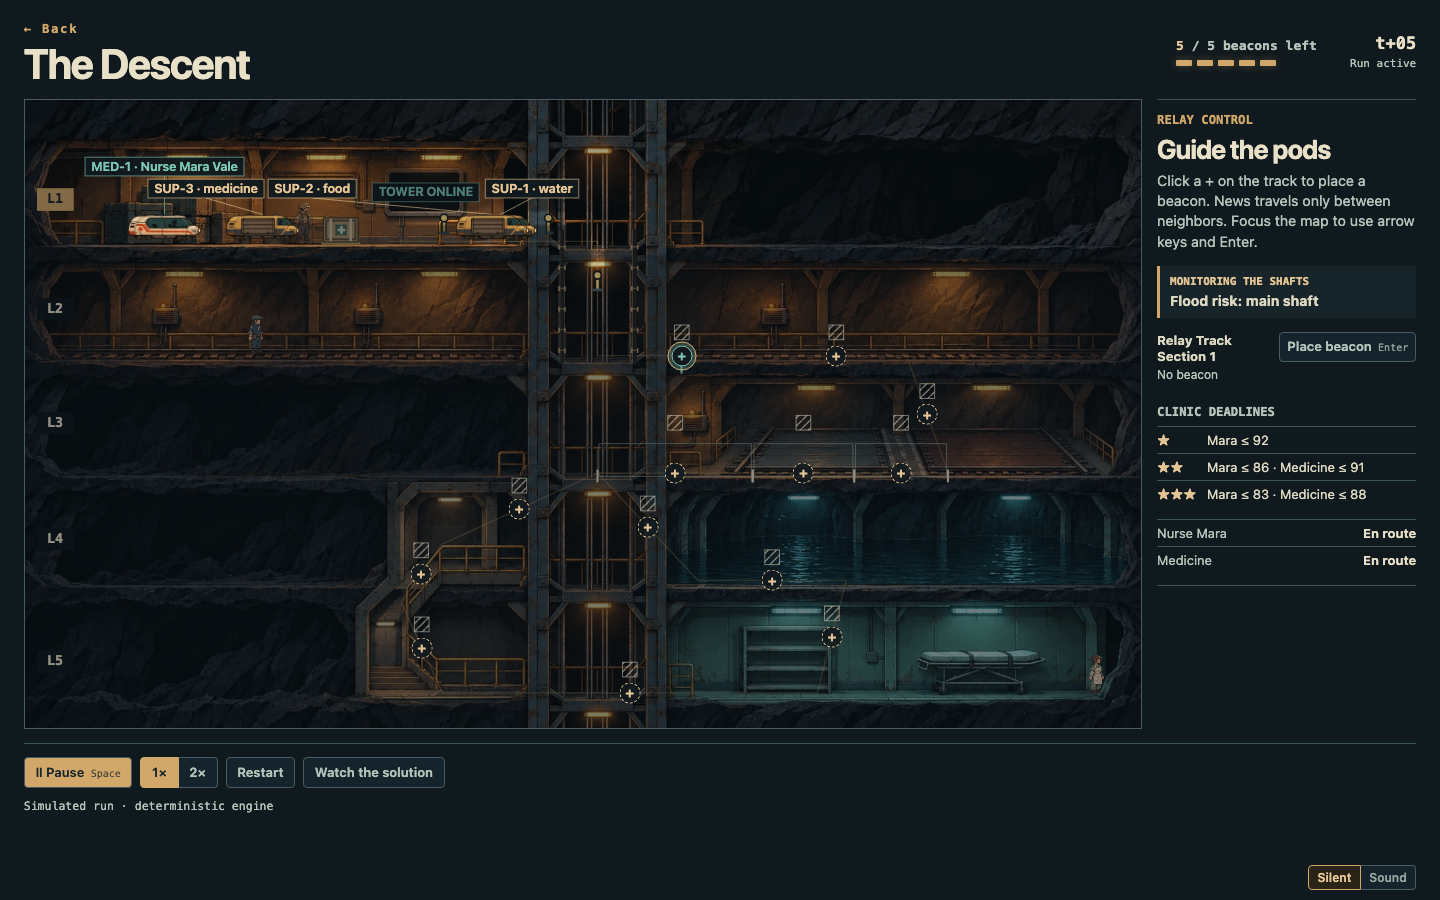 ← Back
The Descent
5 / 5 beacons left
t+05
Run active
MED-1 · Nurse Mara Vale
SUP-3 · medicine
SUP-2 · food
TOWER ONLINE
SUP-1 · water
L1
L2
L3
L4
L5
RELAY CONTROL
Guide the pods
Click a + on the track to place a
beacon. News travels only between
neighbors. Focus the map to use arrow
keys and Enter.
MONITORING THE SHAFTS
Flood risk: main shaft
Relay Track
Section 1
No beacon
Place beacon Enter
CLINIC DEADLINES
★ Mara ≤ 92
★★ Mara ≤ 86 · Medicine ≤ 91
★★★ Mara ≤ 83 · Medicine ≤ 88
Nurse Mara En route
Medicine En route
II Pause Space
1×
2×
Restart
Watch the solution
Simulated run · deterministic engine
Silent
Sound